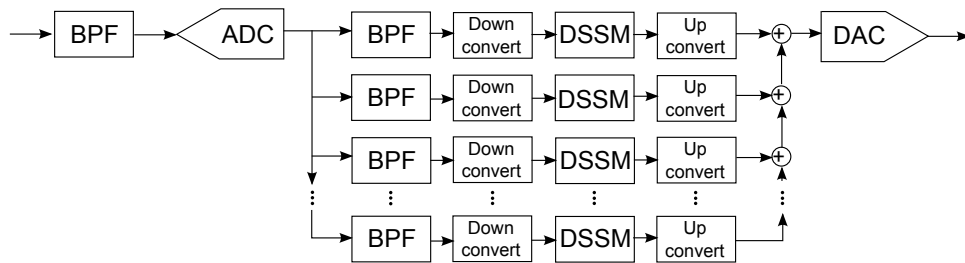 BPF ADC BPF Down convert DSSM Up convert + DAC
BPF Down convert DSSM Up convert +
BPF Down convert DSSM Up convert +
BPF Down convert DSSM Up convert